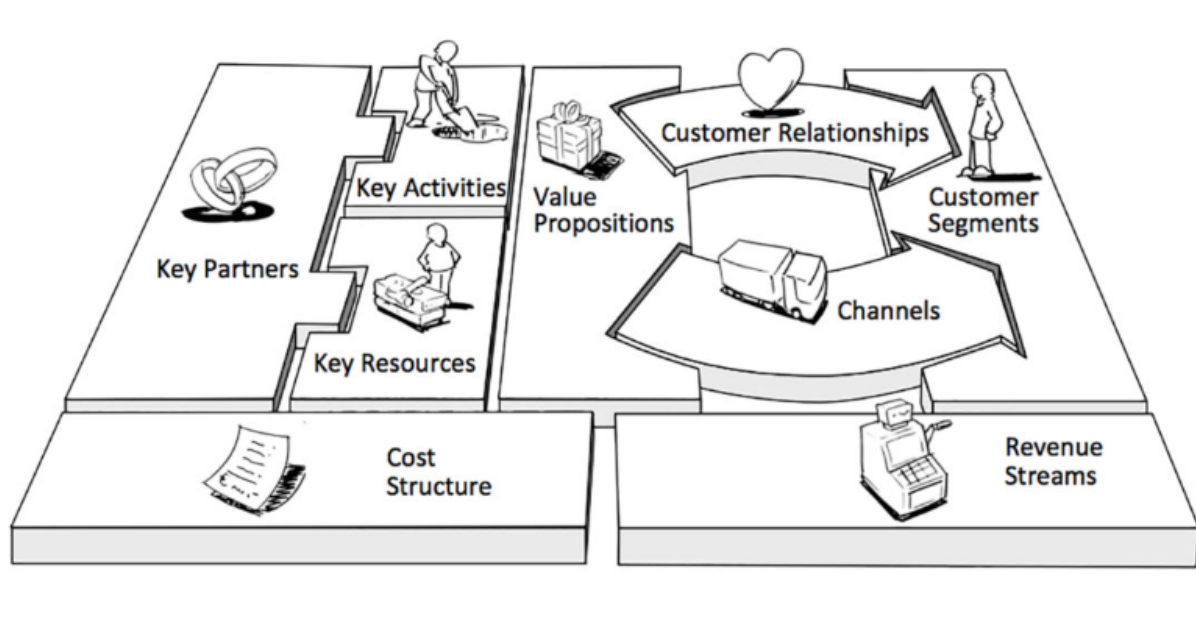 Customer Relationships
Key Activities
Value
Propositions
Customer
Segments
Key Partners
Channels
Key Resources
Cost
Structure
Revenue
Streams